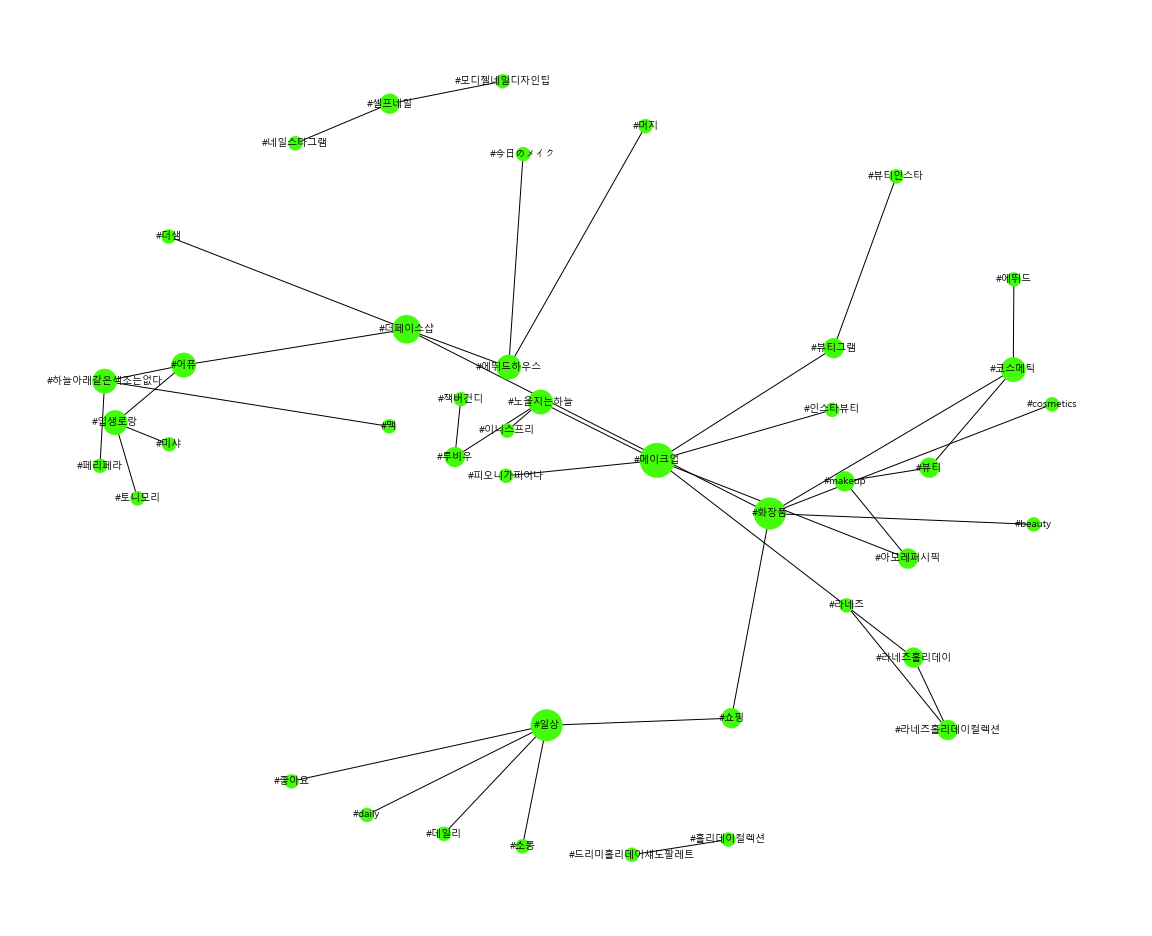 #모디젤네일디자인팁
#셀프네일
#네일스타그램
#머지
#今日のメイク
#뷰티인스타
#더샘
#에뛰드
#더페이스샵
#뷰티그램
#에뛰드하우스
#어퓨
#코스메틱
#하늘아래같은색조는없다
#잭버건디
#노을지는하늘
#cosmetics
#인스타뷰티
#입생로랑
#맥
#이니스프리
#미샤
#루비우
#메이크업
#페리페라
#뷰티
#피오니가피어나
#makeup
#토니모리
#화장품
#beauty
#아모레퍼시픽
#라네즈
#라네즈홀리데이
#쇼핑
#일상
#라네즈홀리데이컬렉션
#좋아요
#daily
#데일리
#소통
#홀리데이컬렉션
#드리미홀리데이섀도팔레트